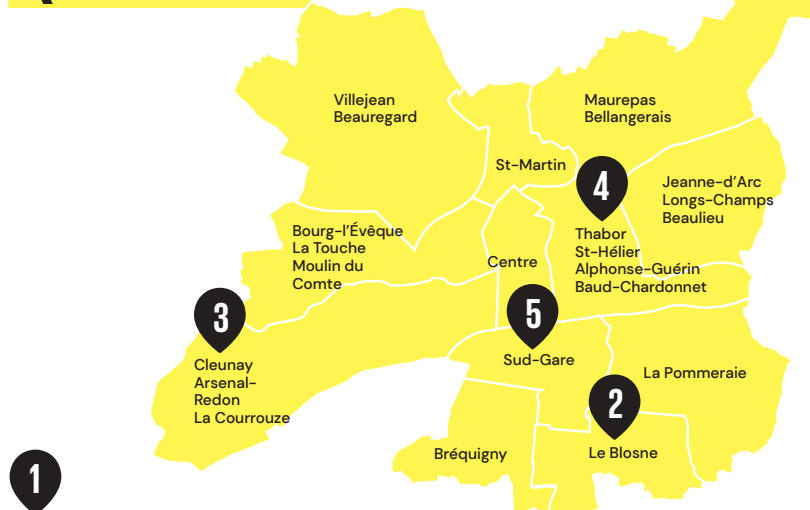 Villejean
Beauregard
Maurepas
Bellangerais
St-Martin
4
Jeanne-d’Arc
Longs-Champs
Beaulieu
Bourg-l’Évêque
La Touche
Moulin du
Comte
Thabor
St-Hélier
Alphonse-Guérin
Baud-Chardonnet
Centre
3
5
Cleunay
Arsenal-
Redon
La Courrouze
Sud-Gare
La Pommeraie
2
Bréquigny
Le Blosne
1